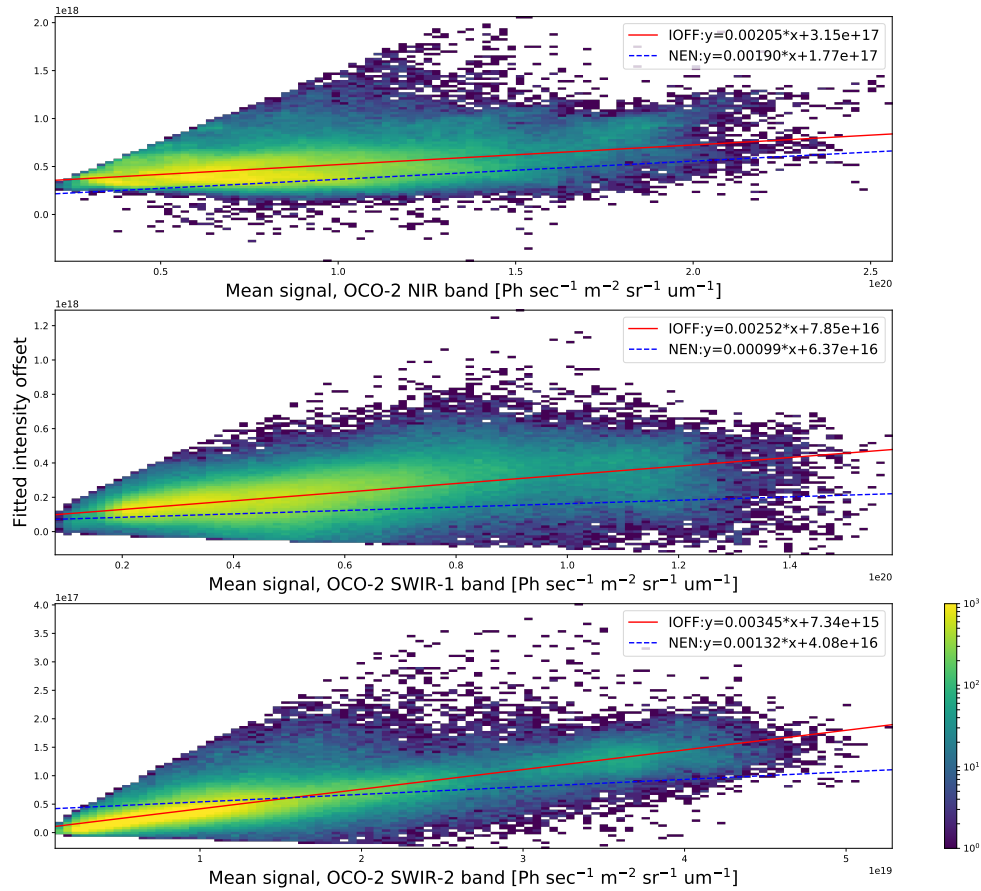 1e18
2.0
1.5
1.0
0.5
0.0
IOFF:y=0.00205*x+3.15e+17
NEN:y=0.00190*x+1.77e+17
0.5 1.0 1.5 2.0 2.5
1e20
Mean signal, OCO-2 NIR band [Ph sec⁻¹ m⁻² sr⁻¹ um⁻¹]
1e18
1.2
1.0
0.8
0.6
0.4
0.2
0.0
IOFF:y=0.00252*x+7.85e+16
NEN:y=0.00099*x+6.37e+16
Fitted intensity offset
0.2 0.4 0.6 0.8 1.0 1.2 1.4
1e20
Mean signal, OCO-2 SWIR-1 band [Ph sec⁻¹ m⁻² sr⁻¹ um⁻¹]
1e17
4.0
3.5
3.0
2.5
2.0
1.5
1.0
0.5
0.0
IOFF:y=0.00345*x+7.34e+15
NEN:y=0.00132*x+4.08e+16
1 2 3 4 5
1e19
Mean signal, OCO-2 SWIR-2 band [Ph sec⁻¹ m⁻² sr⁻¹ um⁻¹]
10³
10²
10¹
10⁰